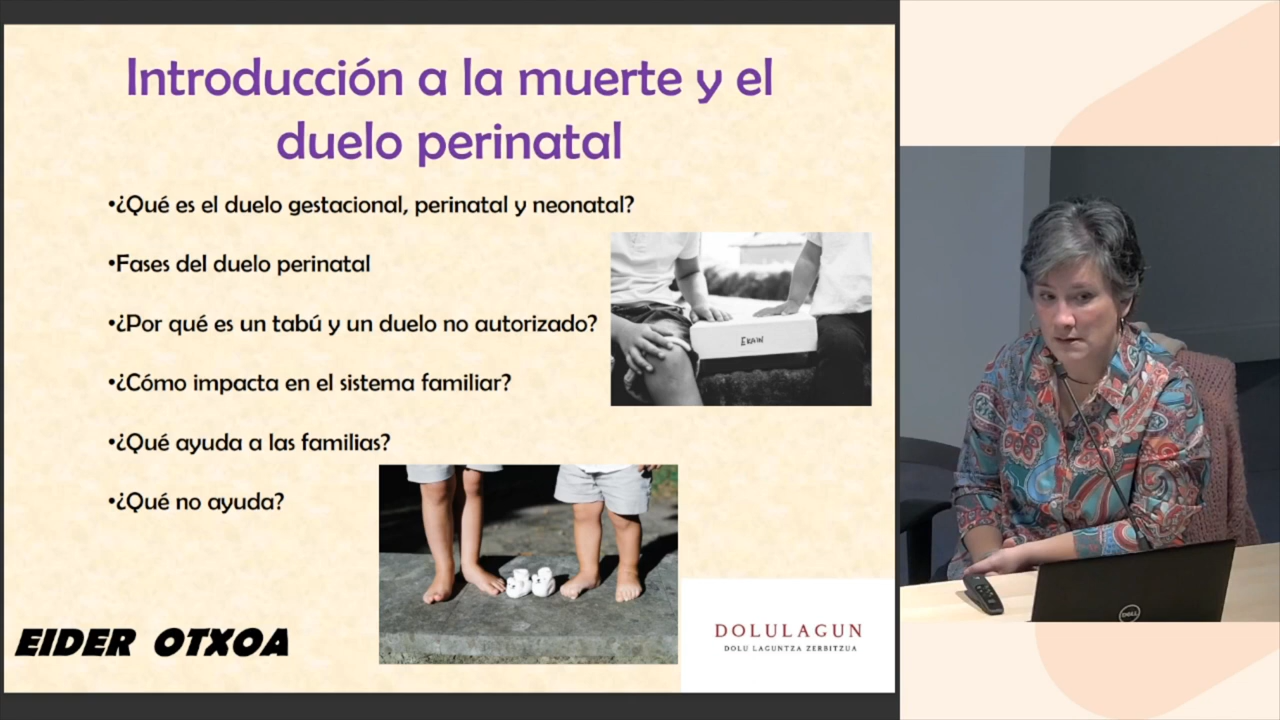 Introducción a la muerte y el
duelo perinatal
•¿Qué es el duelo gestacional, perinatal y neonatal?
•Fases del duelo perinatal
•¿Por qué es un tabú y un duelo no autorizado?
•¿Cómo impacta en el sistema familiar?
•¿Qué ayuda a las familias?
•¿Qué no ayuda?
EKAIN
EIDER OTXOA
DOLULAGUN
DOLU LAGUNTZA ZERBITZUA
DELL